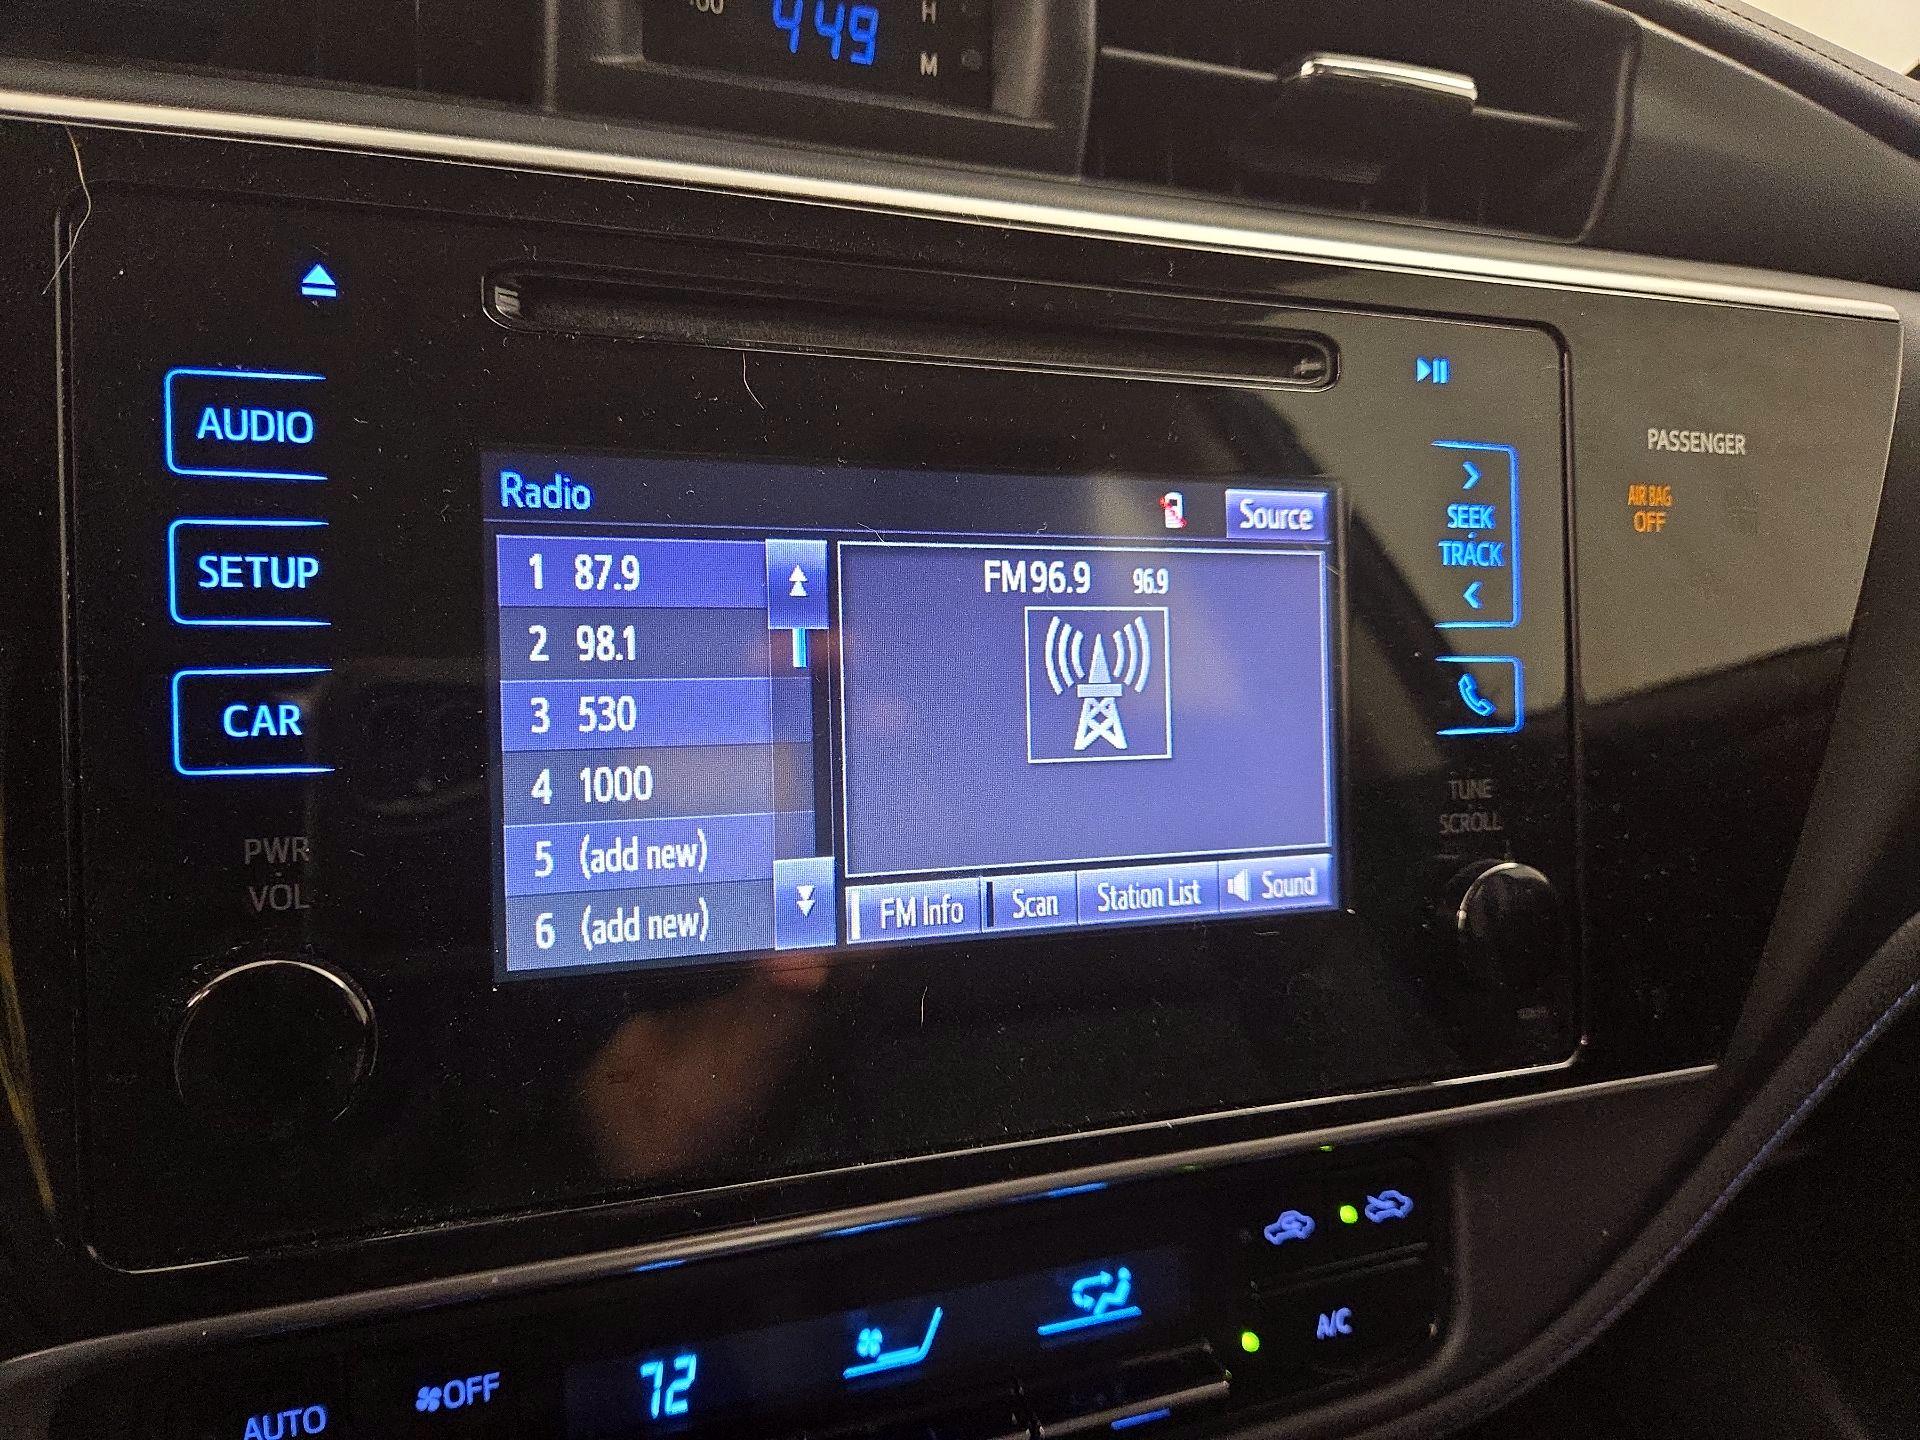 :00
449
H
M
AUDIO
SETUP
CAR
PWR
VOL
Radio
Source
1 87.9
2 98.1
3 530
4 1000
5 (add new)
6 (add new)
FM96.9 96.9
FM Info
Scan
Station List
Sound
SEEK
TRACK
TUNE
SCROLL
PASSENGER
AIR BAG
OFF
AUTO
OFF
72
A/C